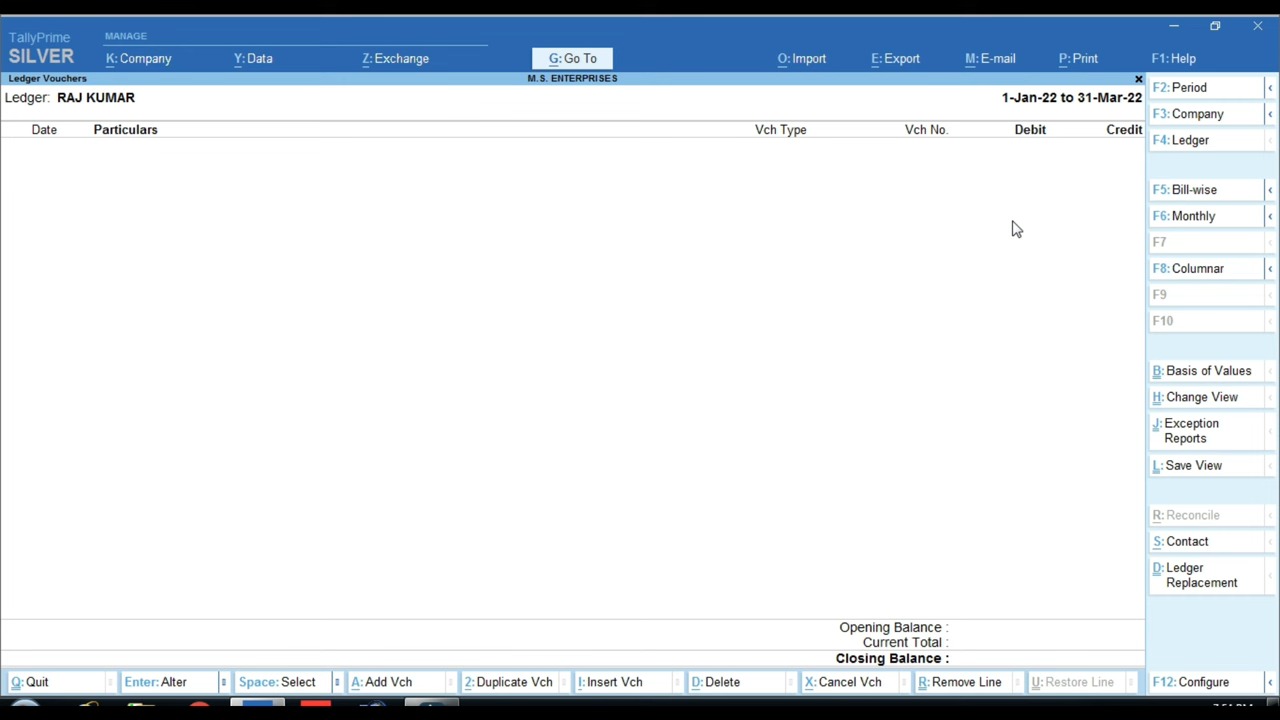 TallyPrime
SILVER
MANAGE
K: Company
Y: Data
Z: Exchange
G: Go To
O: Import
E: Export
M: E-mail
P: Print
F1: Help
Ledger Vouchers
M.S. ENTERPRISES
Ledger: RAJ KUMAR
1-Jan-22 to 31-Mar-22
Date Particulars Vch Type Vch No. Debit Credit
Opening Balance :
Current Total :
Closing Balance :
F2: Period
F3: Company
F4: Ledger
F5: Bill-wise
F6: Monthly
F7
F8: Columnar
F9
F10
B: Basis of Values
H: Change View
J: Exception
Reports
L: Save View
R: Reconcile
S: Contact
D: Ledger
Replacement
Q: Quit
Enter: Alter
Space: Select
A: Add Vch
2: Duplicate Vch
I: Insert Vch
D: Delete
X: Cancel Vch
R: Remove Line
U: Restore Line
F12: Configure